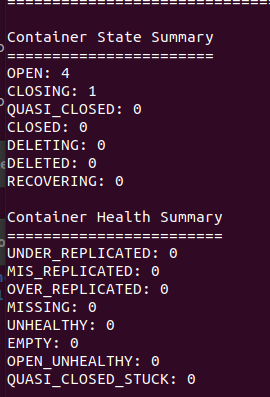 ==============================
Container State Summary
=======================
OPEN: 4
CLOSING: 1
QUASI_CLOSED: 0
CLOSED: 0
DELETING: 0
DELETED: 0
RECOVERING: 0
Container Health Summary
========================
UNDER_REPLICATED: 0
MIS_REPLICATED: 0
OVER_REPLICATED: 0
MISSING: 0
UNHEALTHY: 0
EMPTY: 0
OPEN_UNHEALTHY: 0
QUASI_CLOSED_STUCK: 0